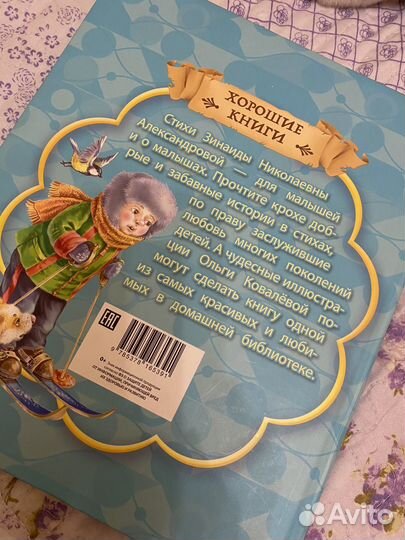 ХОРОШИЕ
КНИГИ
Стихи Зинаиды Николаевны
Александровой — для малышей
и о малышах. Прочтите крохе доб-
рые и забавные истории в стихах,
по праву заслужившие
любовь многих поколений
детей. А чудесные иллюстра-
ции Ольги Ковалёвой по-
могут сделать книгу одной
из самых красивых и люби-
мых в домашней библиотеке.
EAC
0+
Avito